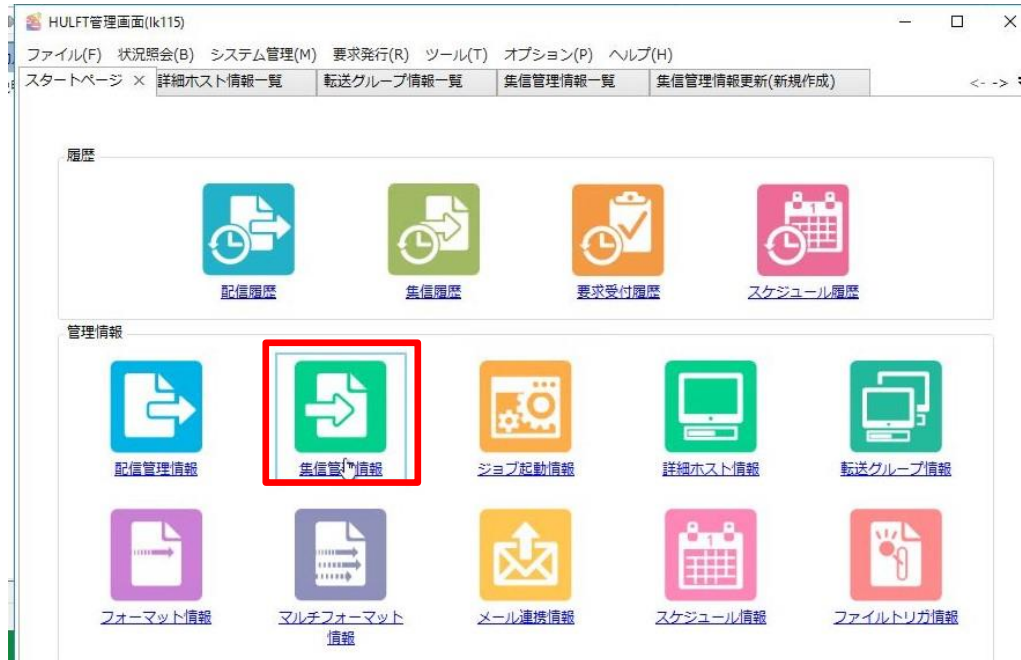 HULFT管理画面(lk115)
ファイル(F) 状況照会(B) システム管理(M) 要求発行(R) ツール(T) オプション(P) ヘルプ(H)
スタートページ × 詳細ホスト情報一覧 転送グループ情報一覧 集信管理情報一覧 集信管理情報更新(新規作成) <- ->
履歴
配信履歴 集信履歴 要求受付履歴 スケジュール履歴
管理情報
配信管理情報 集信管理情報 ジョブ起動情報 詳細ホスト情報 転送グループ情報
フォーマット情報 マルチフォーマット メール連携情報 スケジュール情報 ファイルトリガ情報
情報